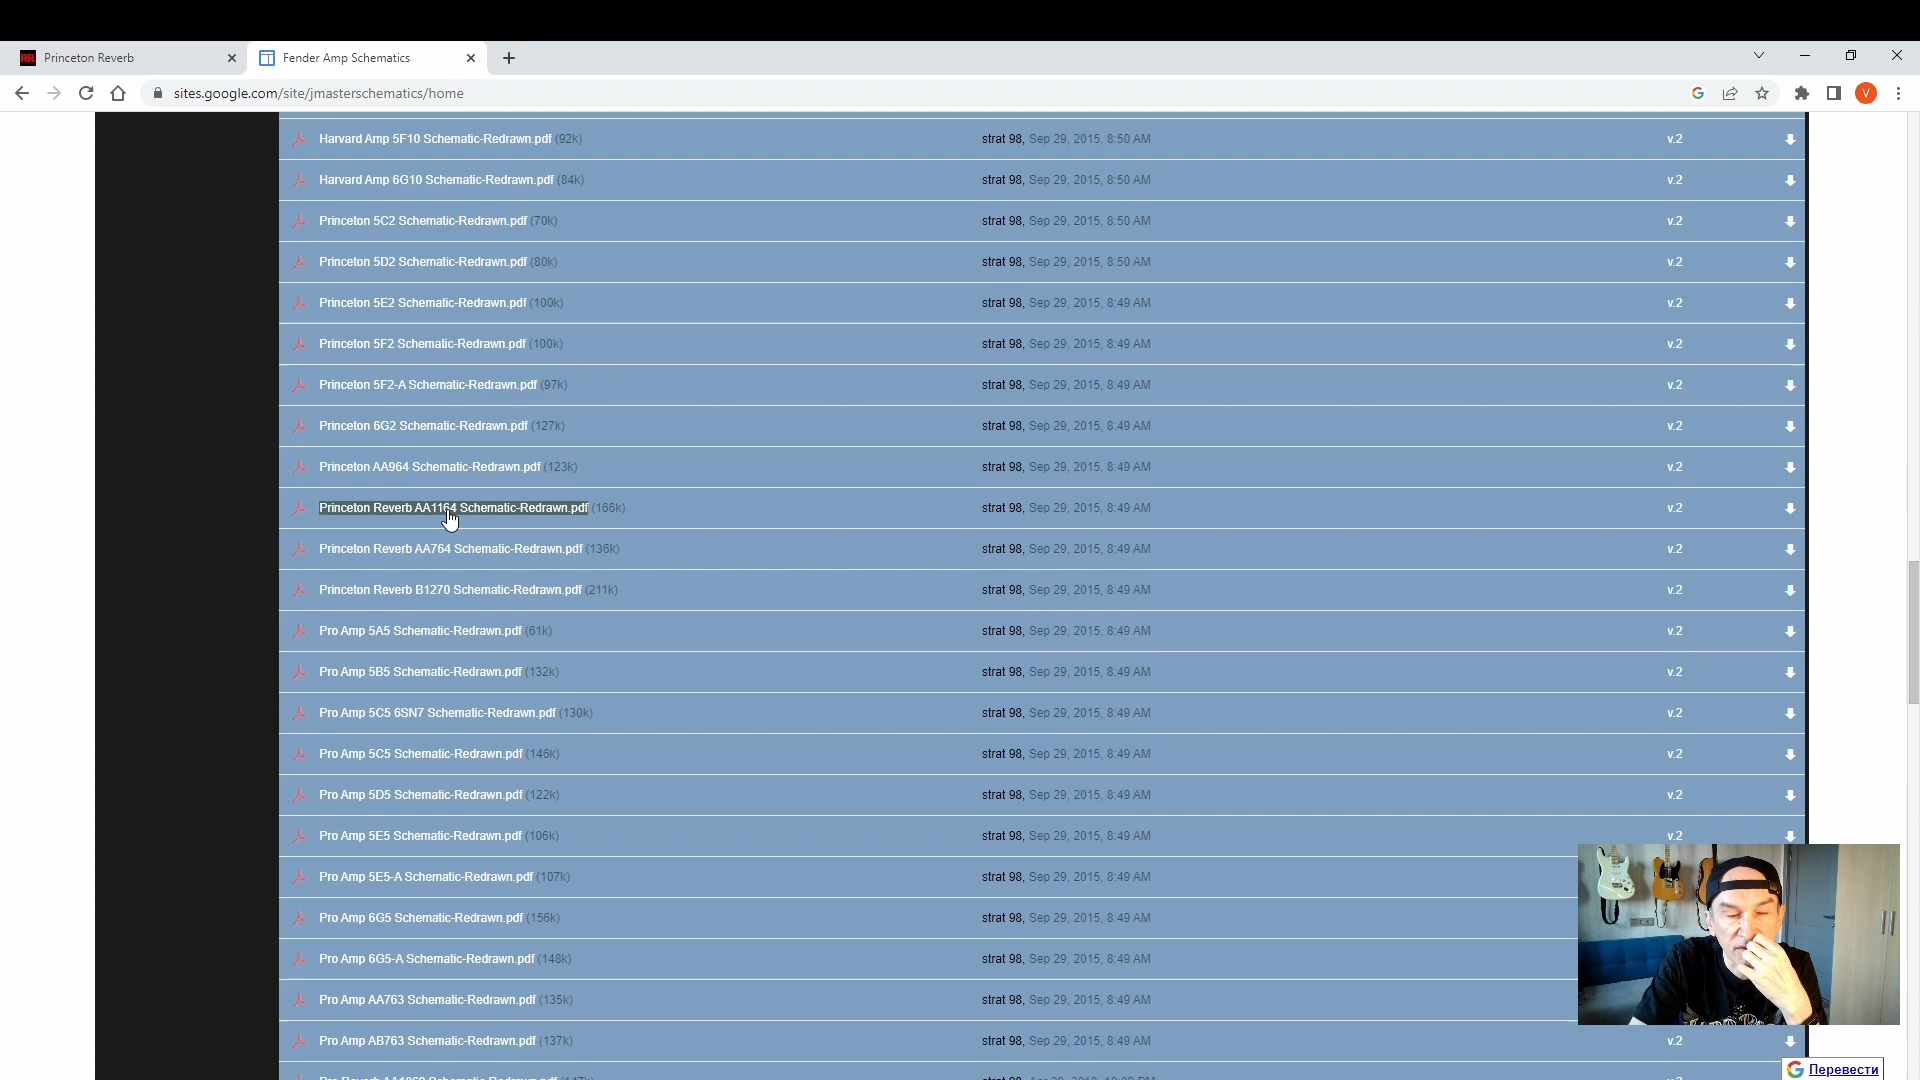 Princeton Reverb
Fender Amp Schematics
sites.google.com/site/jmasterschematics/home
V
Harvard Amp 5F10 Schematic-Redrawn.pdf (92k) strat 98, Sep 29, 2015, 8:50 AM v.2
Harvard Amp 6G10 Schematic-Redrawn.pdf (84k) strat 98, Sep 29, 2015, 8:50 AM v.2
Princeton 5C2 Schematic-Redrawn.pdf (70k) strat 98, Sep 29, 2015, 8:50 AM v.2
Princeton 5D2 Schematic-Redrawn.pdf (80k) strat 98, Sep 29, 2015, 8:50 AM v.2
Princeton 5E2 Schematic-Redrawn.pdf (100k) strat 98, Sep 29, 2015, 8:49 AM v.2
Princeton 5F2 Schematic-Redrawn.pdf (100k) strat 98, Sep 29, 2015, 8:49 AM v.2
Princeton 5F2-A Schematic-Redrawn.pdf (97k) strat 98, Sep 29, 2015, 8:49 AM v.2
Princeton 6G2 Schematic-Redrawn.pdf (127k) strat 98, Sep 29, 2015, 8:49 AM v.2
Princeton AA964 Schematic-Redrawn.pdf (123k) strat 98, Sep 29, 2015, 8:49 AM v.2
Princeton Reverb AA1164 Schematic-Redrawn.pdf (166k) strat 98, Sep 29, 2015, 8:49 AM v.2
Princeton Reverb AA764 Schematic-Redrawn.pdf (136k) strat 98, Sep 29, 2015, 8:49 AM v.2
Princeton Reverb B1270 Schematic-Redrawn.pdf (211k) strat 98, Sep 29, 2015, 8:49 AM v.2
Pro Amp 5A5 Schematic-Redrawn.pdf (61k) strat 98, Sep 29, 2015, 8:49 AM v.2
Pro Amp 5B5 Schematic-Redrawn.pdf (132k) strat 98, Sep 29, 2015, 8:49 AM v.2
Pro Amp 5C5 6SN7 Schematic-Redrawn.pdf (130k) strat 98, Sep 29, 2015, 8:49 AM v.2
Pro Amp 5C5 Schematic-Redrawn.pdf (146k) strat 98, Sep 29, 2015, 8:49 AM v.2
Pro Amp 5D5 Schematic-Redrawn.pdf (122k) strat 98, Sep 29, 2015, 8:49 AM v.2
Pro Amp 5E5 Schematic-Redrawn.pdf (106k) strat 98, Sep 29, 2015, 8:49 AM v.2
Pro Amp 5E5-A Schematic-Redrawn.pdf (107k) strat 98, Sep 29, 2015, 8:49 AM
Pro Amp 6G5 Schematic-Redrawn.pdf (156k) strat 98, Sep 29, 2015, 8:49 AM
Pro Amp 6G5-A Schematic-Redrawn.pdf (148k) strat 98, Sep 29, 2015, 8:49 AM
Pro Amp AA763 Schematic-Redrawn.pdf (135k) strat 98, Sep 29, 2015, 8:49 AM
Pro Amp AB763 Schematic-Redrawn.pdf (137k) strat 98, Sep 29, 2015, 8:49 AM v.2
Перевести